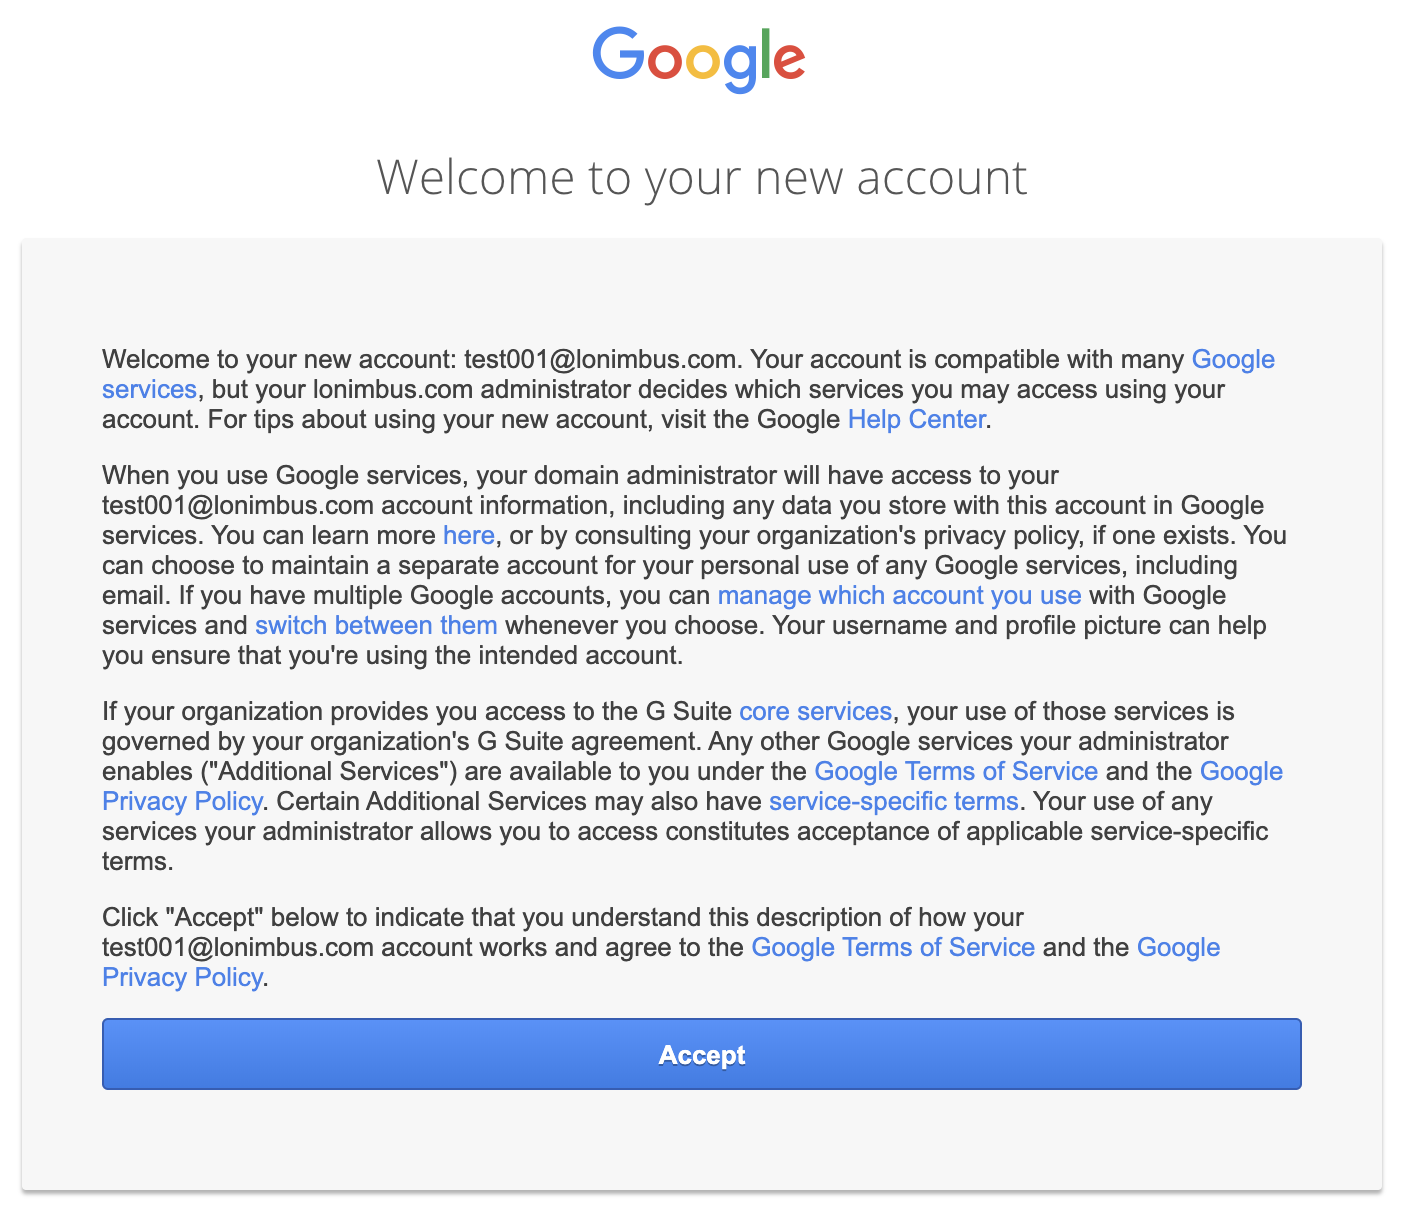 Google
Welcome to your new account
Welcome to your new account: test001@lonimbus.com. Your account is compatible with many Google
services, but your lonimbus.com administrator decides which services you may access using your
account. For tips about using your new account, visit the Google Help Center.
When you use Google services, your domain administrator will have access to your
test001@lonimbus.com account information, including any data you store with this account in Google
services. You can learn more here, or by consulting your organization's privacy policy, if one exists. You
can choose to maintain a separate account for your personal use of any Google services, including
email. If you have multiple Google accounts, you can manage which account you use with Google
services and switch between them whenever you choose. Your username and profile picture can help
you ensure that you're using the intended account.
If your organization provides you access to the G Suite core services, your use of those services is
governed by your organization's G Suite agreement. Any other Google services your administrator
enables ("Additional Services") are available to you under the Google Terms of Service and the Google
Privacy Policy. Certain Additional Services may also have service-specific terms. Your use of any
services your administrator allows you to access constitutes acceptance of applicable service-specific
terms.
Click "Accept" below to indicate that you understand this description of how your
test001@lonimbus.com account works and agree to the Google Terms of Service and the Google
Privacy Policy.
Accept